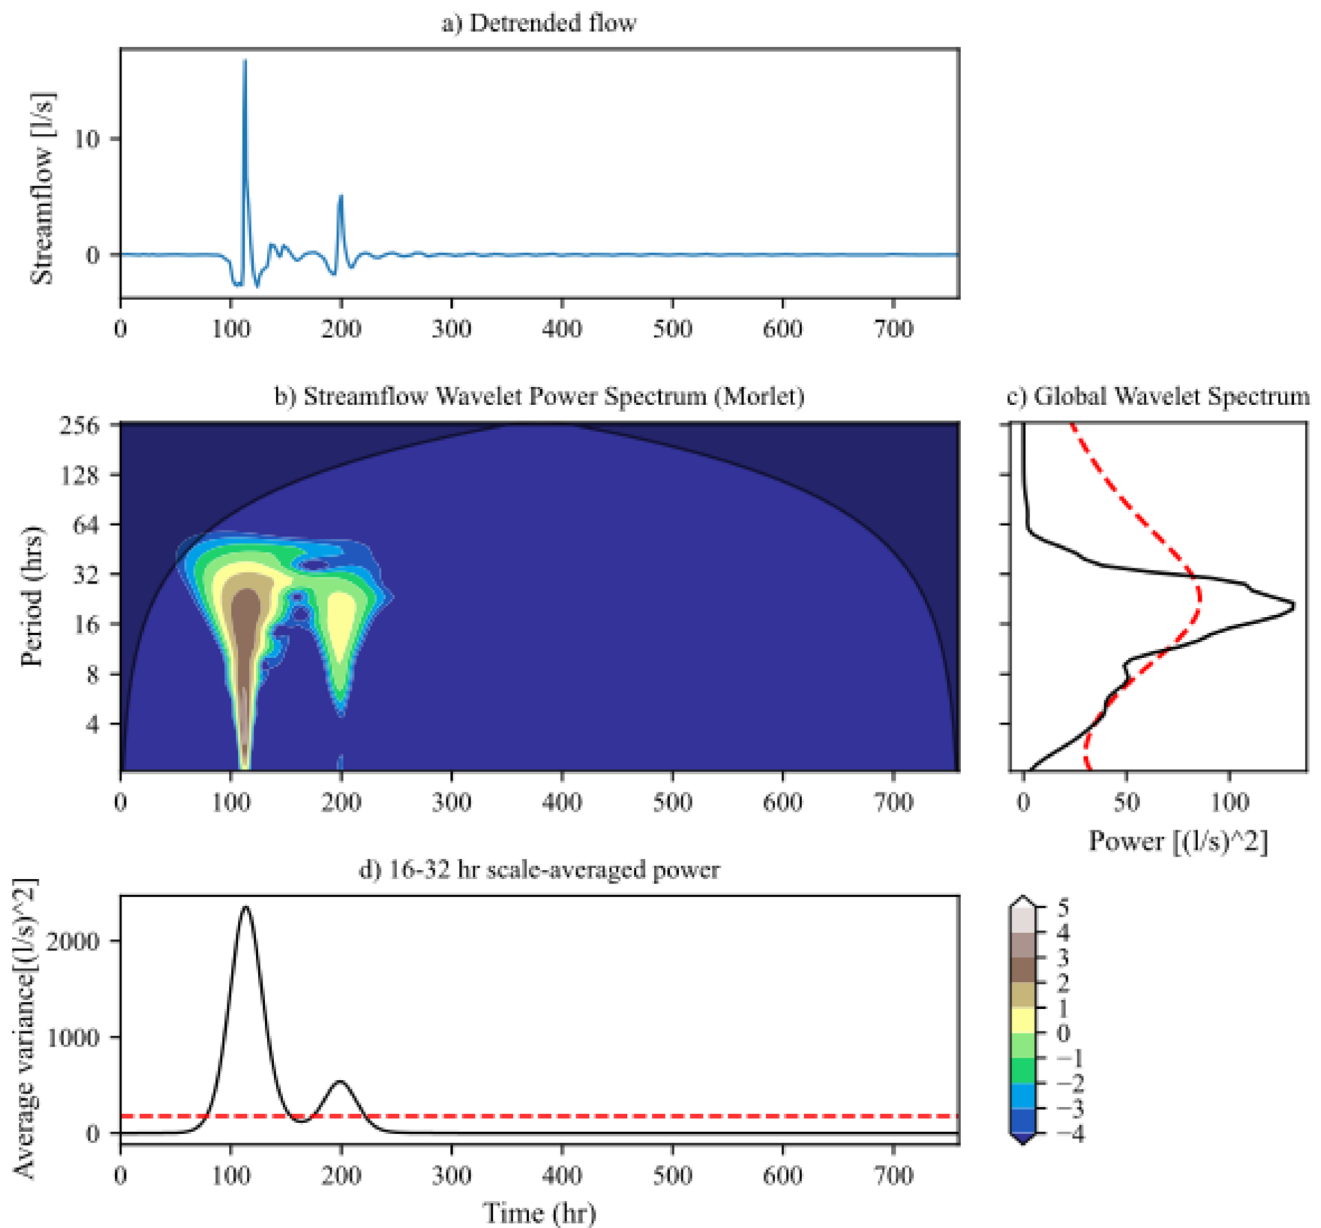 a) Detrended flow
Streamflow [l/s]
10
0
0 100 200 300 400 500 600 700
b) Streamflow Wavelet Power Spectrum (Morlet)
Period (hrs)
256
128
64
32
16
8
4
0 100 200 300 400 500 600 700
c) Global Wavelet Spectrum
0 50 100
Power [(l/s)^2]
d) 16-32 hr scale-averaged power
Average variance[(l/s)^2]
2000
1000
0
0 100 200 300 400 500 600 700
Time (hr)
5
4
3
2
1
0
−1
−2
−3
−4